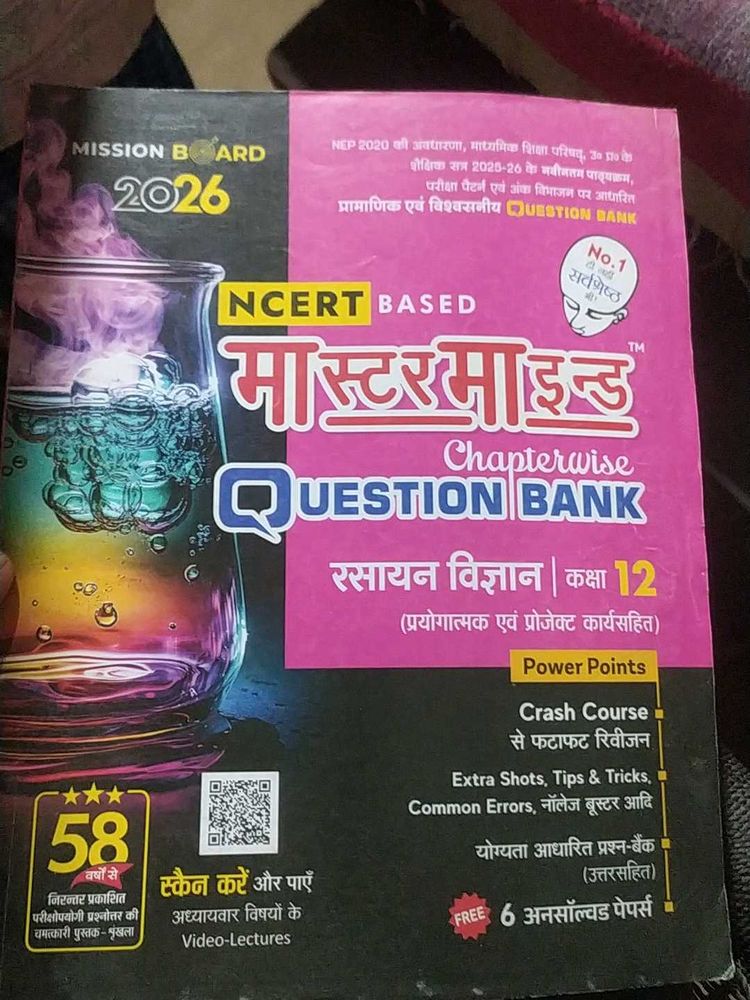 MISSION BOARD
2026
NEP 2020 की अवधारणा, माध्यमिक शिक्षा परिषद्, उ० प्र० के
शैक्षिक सत्र 2025-26 के नवीनतम पाठ्यक्रम,
परीक्षा पैटर्न एवं अंक विभाजन पर आधारित
प्रामाणिक एवं विश्वसनीय QUESTION BANK
No.1
ही नहीं
सर्वश्रेष्ठ
भी!
NCERT BASED
मास्टरमाइन्ड TM
Chapterwise
QUESTION BANK
रसायन विज्ञान | कक्षा 12
(प्रयोगात्मक एवं प्रोजेक्ट कार्यसहित)
Power Points
Crash Course
से फटाफट रिवीजन
Extra Shots, Tips & Tricks,
Common Errors, नॉलेज बूस्टर आदि
योग्यता आधारित प्रश्न-बैंक
(उत्तरसहित)
FREE 6 अनसॉल्वड पेपर्स
58
वर्षों से
निरन्तर प्रकाशित
परीक्षोपयोगी प्रश्नोत्तर की
चमत्कारी पुस्तक-श्रृंखला
स्कैन करें और पाएँ
अध्यायवार विषयों के
Video-Lectures